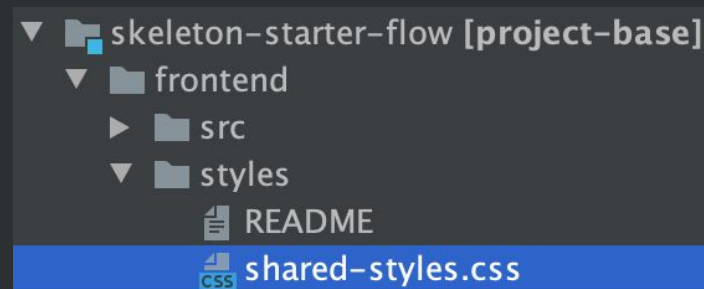 skeleton-starter-flow [project-base]
frontend
src
styles
README
CSS shared-styles.css